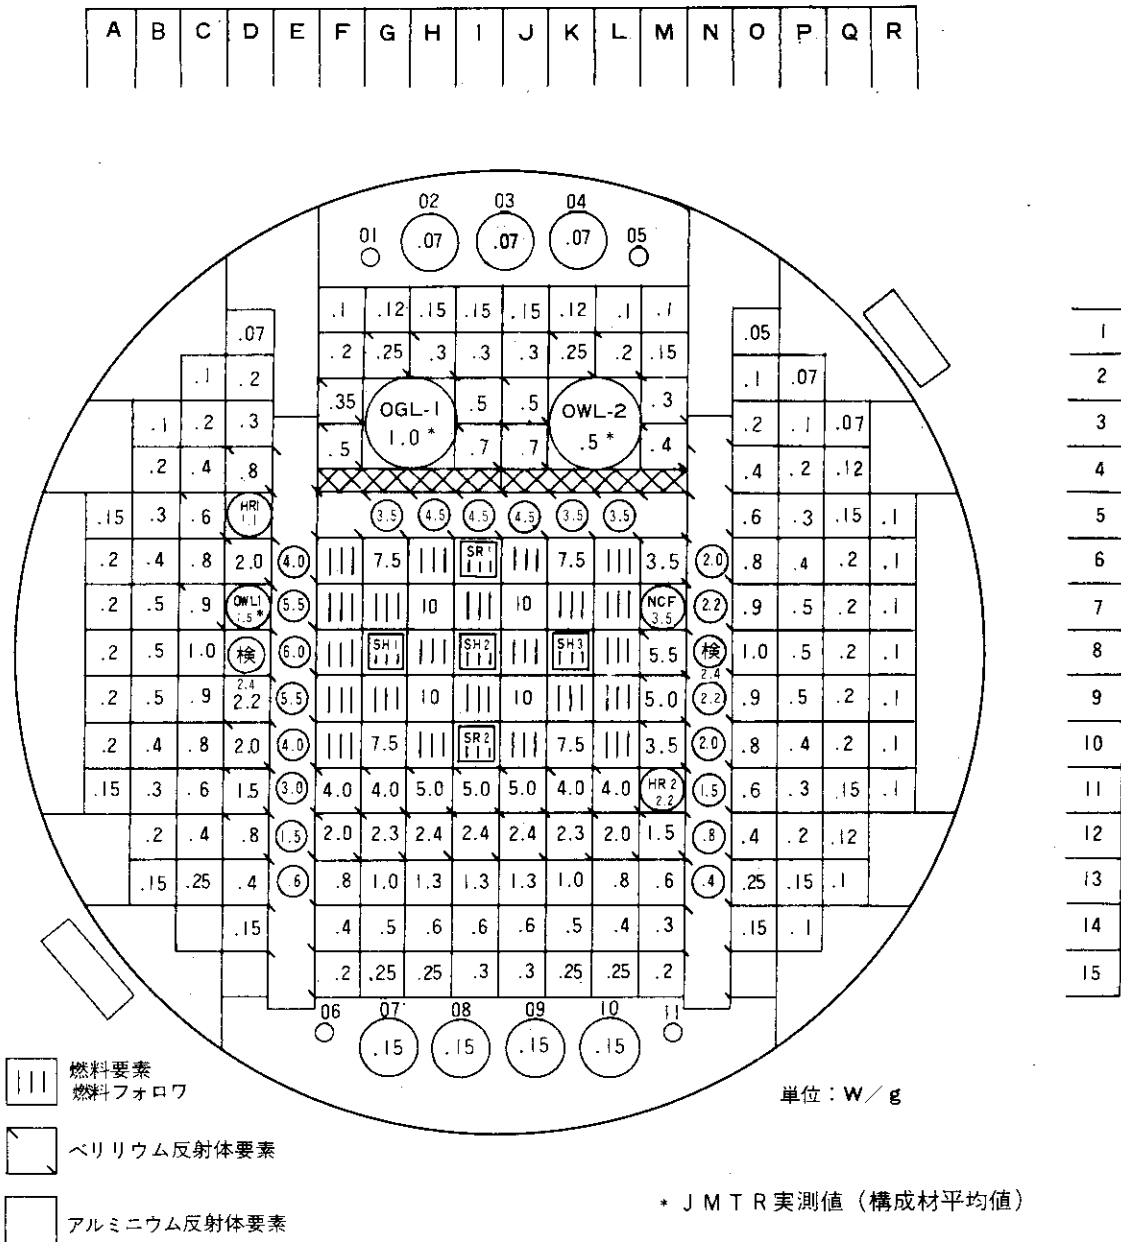 A B C D E F G H I J K L M N O P Q R
02 03 04
01 .07 .07 .07 05
.1 .12 .15 .15 .15 .12 .1 .1 1
.07 .2 .25 .3 .3 .3 .25 .2 .15 .05
.1 .2 .1 .07 2
.35 OGL-1 .5 .5 OWL-2 .3
.1 .2 .3 1.0* .5* .2 .1 .07 3
.5 .7 .7 .4
.2 .4 .8 .4 .2 .12 4
.15 .3 .6 HR1 1.1 3.5 4.5 4.5 4.5 3.5 3.5 .6 .3 .15 .1 5
.2 .4 .8 2.0 4.0 7.5 SR1 7.5 3.5 2.0 .8 .4 .2 .1 6
.2 .5 .9 OWL1 1.5* 5.5 10 10 NCF 3.5 2.2 .9 .5 .2 .1 7
.2 .5 1.0 検 6.0 SH1 SH2 SH3 5.5 検 1.0 .5 .2 .1 8
2.4 2.4
.2 .5 .9 2.2 5.5 10 10 5.0 2.2 .9 .5 .2 .1 9
.2 .4 .8 2.0 4.0 7.5 SR2 7.5 3.5 2.0 .8 .4 .2 .1 10
.15 .3 .6 1.5 3.0 4.0 4.0 5.0 5.0 5.0 4.0 4.0 HR2 2.2 1.5 .6 .3 .15 .1 11
.2 .4 .8 1.5 2.0 2.3 2.4 2.4 2.4 2.3 2.0 1.5 .8 .4 .2 .12 12
.15 .25 .4 .6 .8 1.0 1.3 1.3 1.3 1.0 .8 .6 .4 .25 .15 .1 13
.15 .4 .5 .6 .6 .6 .5 .4 .3 .15 .1 14
.2 .25 .25 .3 .3 .25 .25 .2 15
06 07 08 09 10 11
.15 .15 .15 .15
燃料要素
燃料フォロワ
単位：W／g
ベリリウム反射体要素
* JMTR実測値（構成材平均値）
アルミニウム反射体要素